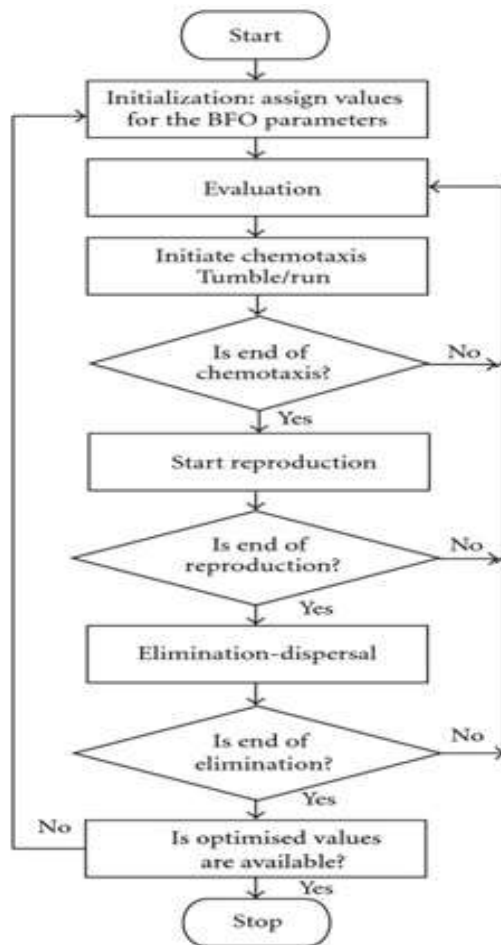 Start
Initialization: assign values
for the BFO parameters
Evaluation
Initiate chemotaxis
Tumble/run
Is end of
chemotaxis?
No
Yes
Start reproduction
Is end of
reproduction?
No
Yes
Elimination-dispersal
Is end of
elimination?
No
Yes
No
Is optimised values
are available?
Yes
Stop